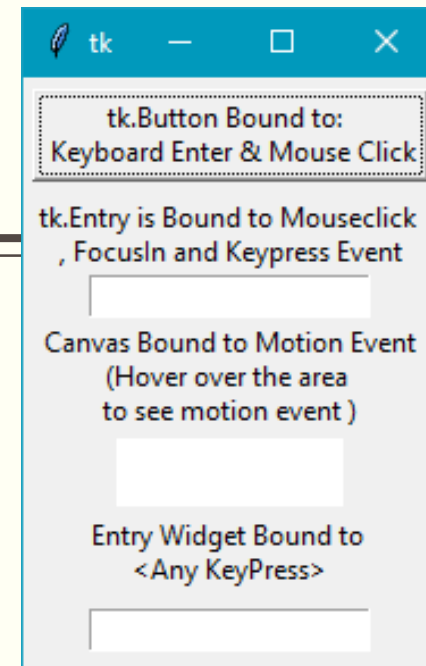 tk
tk.Button Bound to:
Keyboard Enter & Mouse Click
tk.Entry is Bound to Mouseclick
, FocusIn and Keypress Event
Canvas Bound to Motion Event
(Hover over the area
to see motion event )
Entry Widget Bound to
<Any KeyPress>